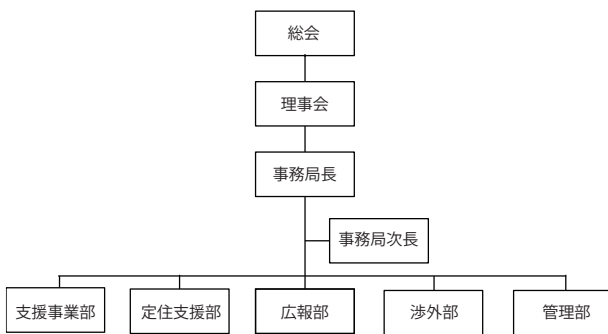 総会
理事会
事務局長
事務局次長
支援事業部
定住支援部
広報部
渉外部
管理部